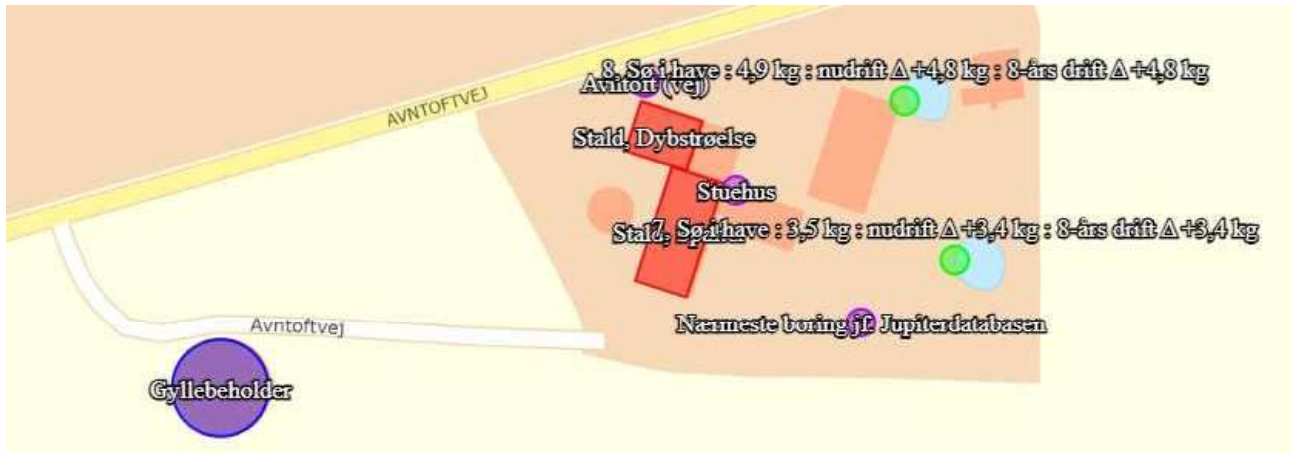 8. Sø i have : 4,9 kg : nudrift Δ +4,8 kg : 8-års drift Δ +4,8 kg
(vej)
AVNTOFTVEJ
Stald, Dybstrøelse
Stuehus
Stald,
7. Sø i have : 3,5 kg : nudrift Δ +3,4 kg : 8-års drift Δ +3,4 kg
Nærmeste boring jf. Jupiterdatabasen
Avntoftvej
Gyllebeholder